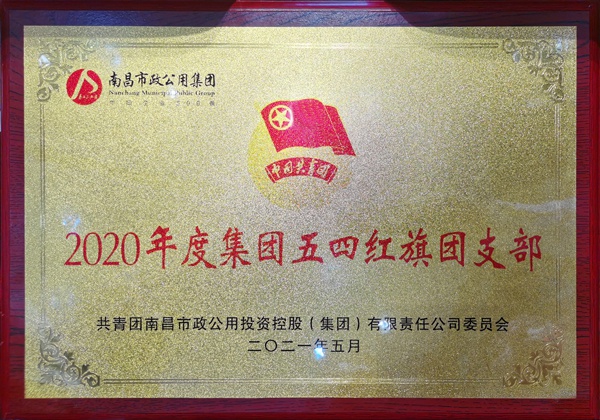 南昌市政公用集团
Nanchang Municipal Public Group
中国共青团
2020年度集团五四红旗团支部
共青团南昌市政公用投资控股（集团）有限责任公司委员会
二〇二一年五月